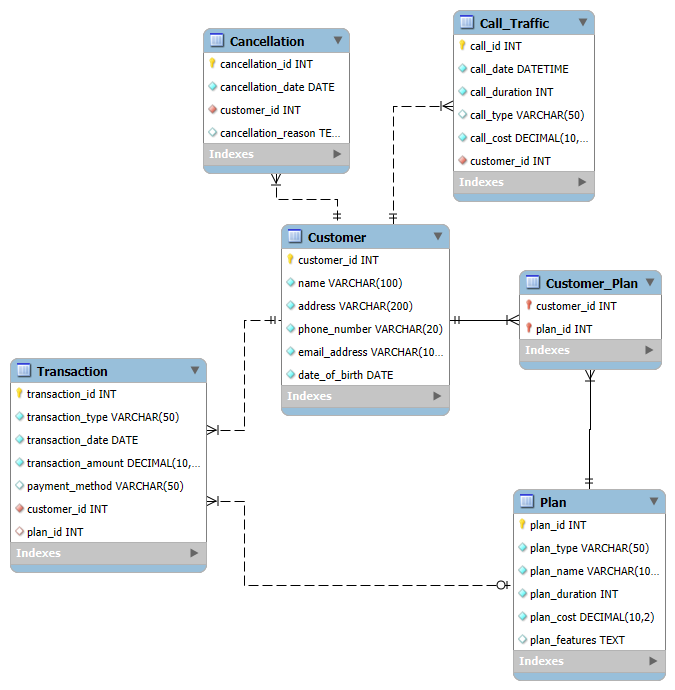 Cancellation
cancellation_id INT
cancellation_date DATE
customer_id INT
cancellation_reason TE...
Indexes
Call_Traffic
call_id INT
call_date DATETIME
call_duration INT
call_type VARCHAR(50)
call_cost DECIMAL(10,...
customer_id INT
Indexes
Customer
customer_id INT
name VARCHAR(100)
address VARCHAR(200)
phone_number VARCHAR(20)
email_address VARCHAR(10...
date_of_birth DATE
Indexes
Customer_Plan
customer_id INT
plan_id INT
Indexes
Transaction
transaction_id INT
transaction_type VARCHAR(50)
transaction_date DATE
transaction_amount DECIMAL(10,...
payment_method VARCHAR(50)
customer_id INT
plan_id INT
Indexes
Plan
plan_id INT
plan_type VARCHAR(50)
plan_name VARCHAR(10...
plan_duration INT
plan_cost DECIMAL(10,2)
plan_features TEXT
Indexes